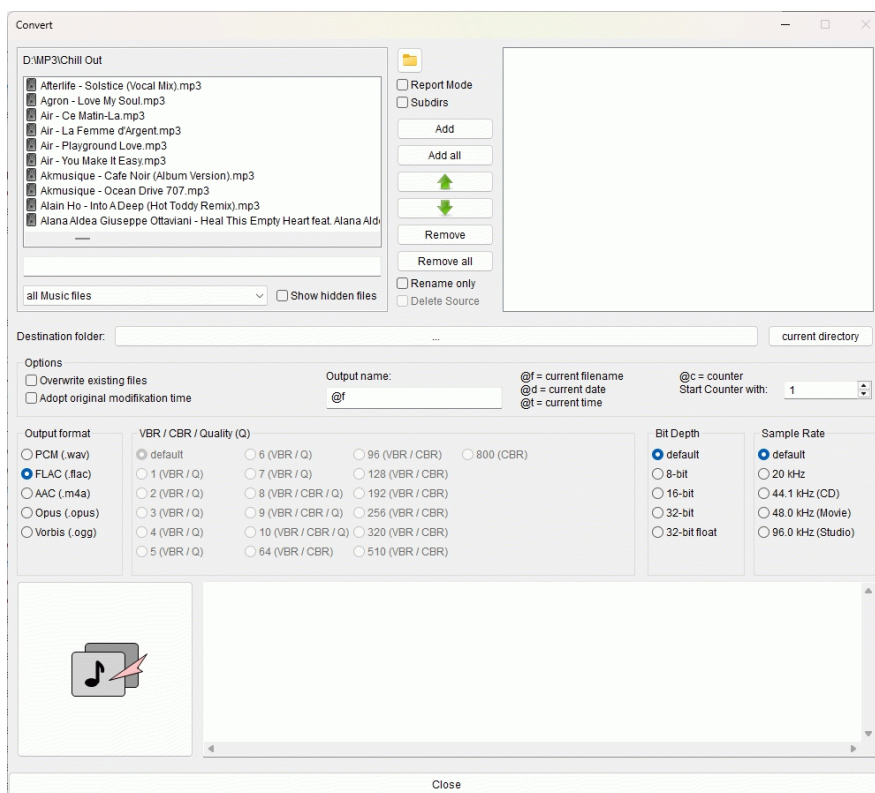 Convert
D:\MP3\Chill Out
Afterlife - Solstice (Vocal Mix).mp3
Agron - Love My Soul.mp3
Air - Ce Matin-La.mp3
Air - La Femme d'Argent.mp3
Air - Playground Love.mp3
Air - You Make It Easy.mp3
Akmusique - Cafe Noir (Album Version).mp3
Akmusique - Ocean Drive 707.mp3
Alain Ho - Into A Deep (Hot Toddy Remix).mp3
Alana Aldea Giuseppe Ottaviani - Heal This Empty Heart feat. Alana Alde
all Music files
Show hidden files
Report Mode
Subdirs
Add
Add all
Remove
Remove all
Rename only
Delete Source
Destination folder:
...
current directory
Options
Overwrite existing files
Adopt original modifikation time
Output name:
@f
@f = current filename
@d = current date
@t = current time
@c = counter
Start Counter with:
1
Output format
PCM (.wav)
FLAC (.flac)
AAC (.m4a)
Opus (.opus)
Vorbis (.ogg)
VBR / CBR / Quality (Q)
default
1 (VBR / Q)
2 (VBR / Q)
3 (VBR / Q)
4 (VBR / Q)
5 (VBR / Q)
6 (VBR / Q)
7 (VBR / Q)
8 (VBR / CBR / Q)
9 (VBR / CBR / Q)
10 (VBR / CBR / Q)
64 (VBR / CBR)
96 (VBR / CBR)
128 (VBR / CBR)
192 (VBR / CBR)
256 (VBR / CBR)
320 (VBR / CBR)
510 (VBR / CBR)
800 (CBR)
Bit Depth
default
8-bit
16-bit
32-bit
32-bit float
Sample Rate
default
20 kHz
44.1 kHz (CD)
48.0 kHz (Movie)
96.0 kHz (Studio)
Close